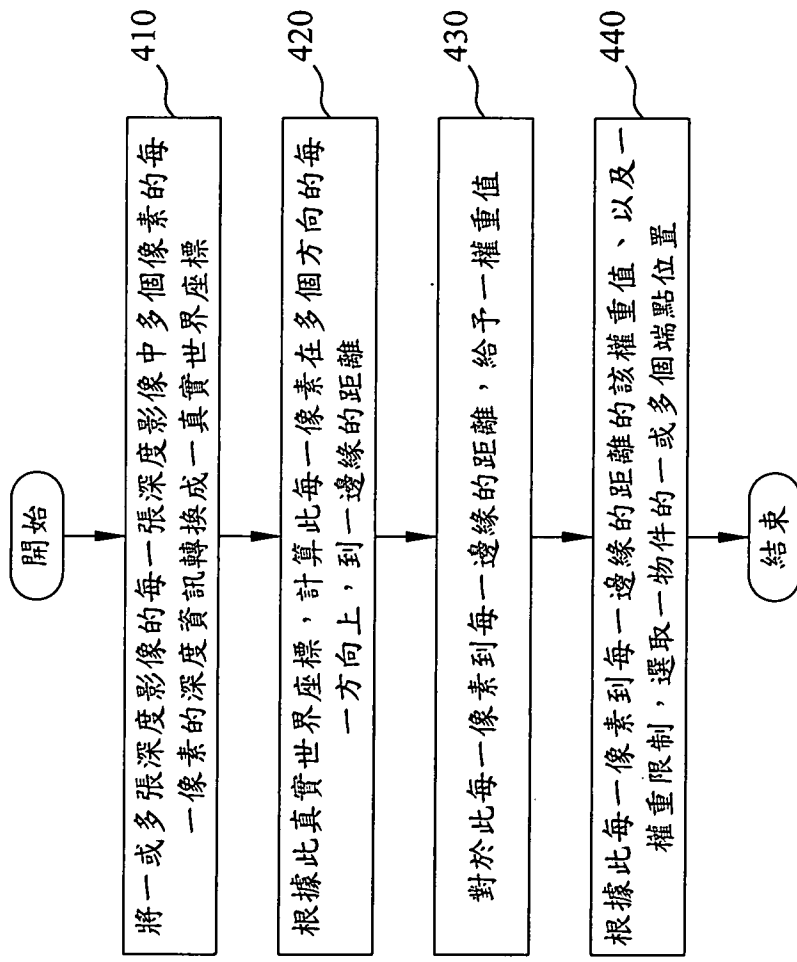 開始
將一或多張深度影像的每一張深度影像中多個像素的每
一像素的深度資訊轉換成一真實世界座標
410
根據此真實世界座標，計算此每一像素在多個方向的每
一方向上，到一邊緣的距離
420
對於此每一像素到每一邊緣的距離，給予一權重值
430
根據此每一像素到每一邊緣的距離的該權重值、以及一
權重限制，選取一物件的一或多個端點位置
440
結束